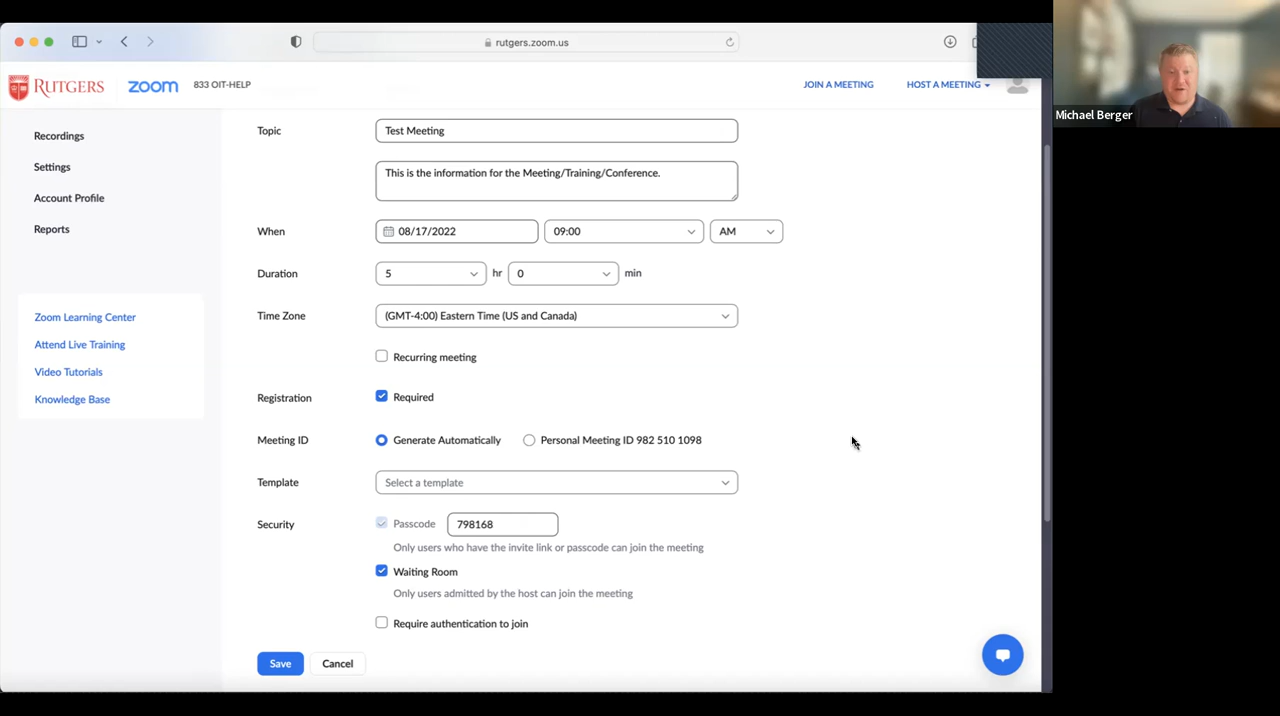 rutgers.zoom.us
RUTGERS zoom 833 OIT-HELP JOIN A MEETING HOST A MEETING
Michael Berger
Recordings
Settings
Account Profile
Reports
Zoom Learning Center
Attend Live Training
Video Tutorials
Knowledge Base
Topic Test Meeting
This is the information for the Meeting/Training/Conference.
When 08/17/2022 09:00 AM
Duration 5 hr 0 min
Time Zone (GMT-4:00) Eastern Time (US and Canada)
Recurring meeting
Registration Required
Meeting ID Generate Automatically Personal Meeting ID 982 510 1098
Template Select a template
Security Passcode 798168
Only users who have the invite link or passcode can join the meeting
Waiting Room
Only users admitted by the host can join the meeting
Require authentication to join
Save Cancel